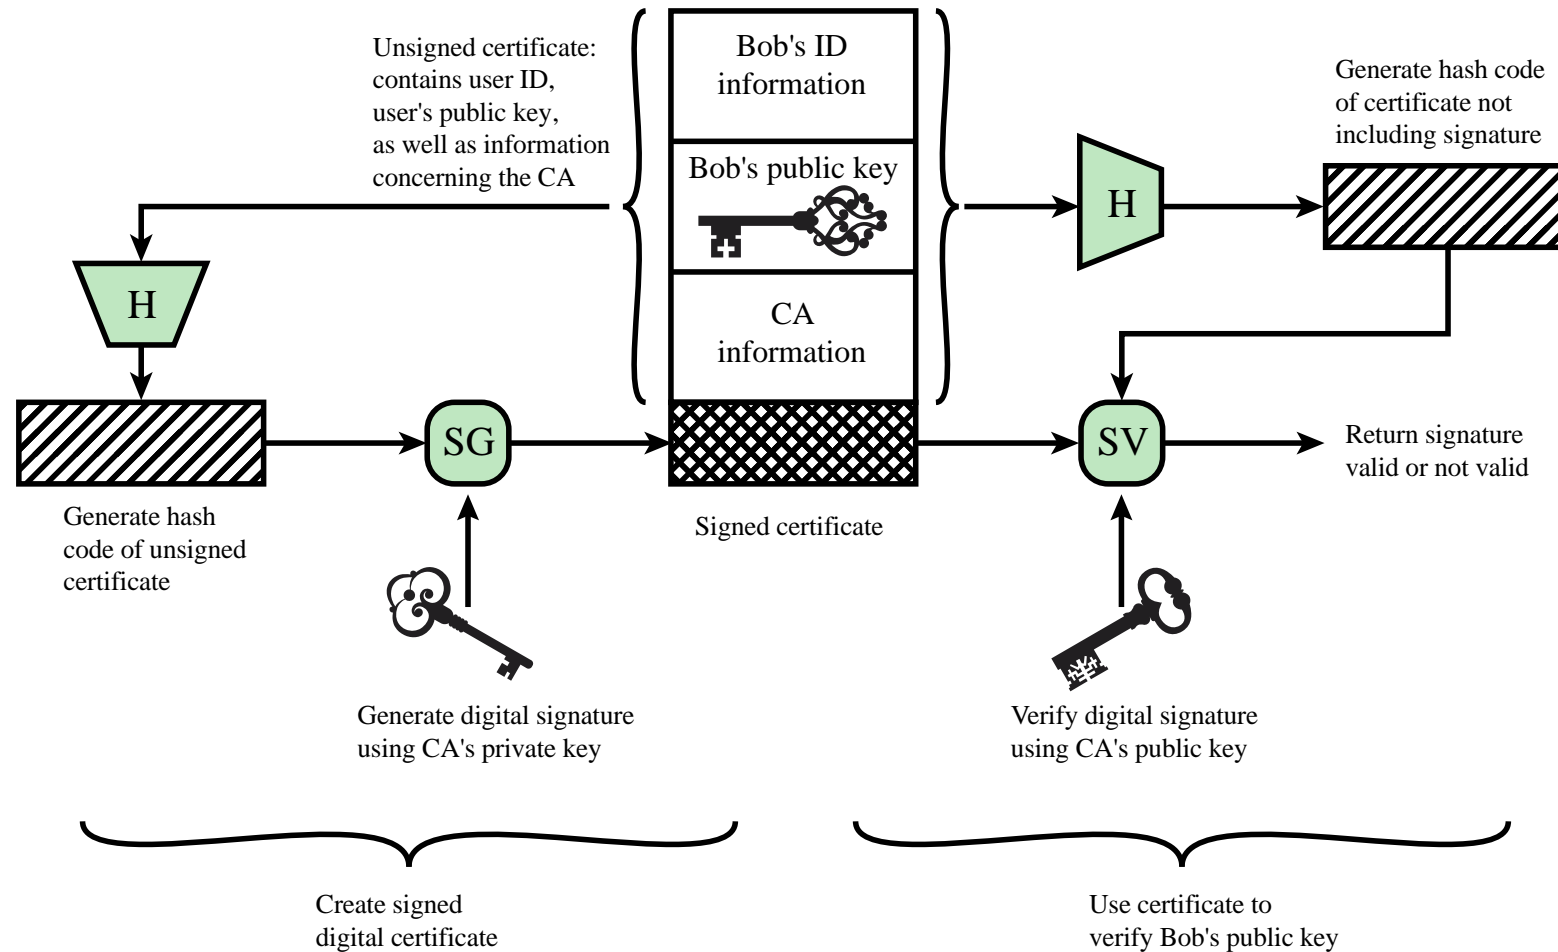 Unsigned certificate:
contains user ID,
user's public key,
as well as information
concerning the CA
Bob's ID
information
Bob's public key
CA
information
Generate hash code
of certificate not
including signature
H
H
SG
SV
Return signature
valid or not valid
Generate hash
code of unsigned
certificate
Signed certificate
Generate digital signature
using CA's private key
Verify digital signature
using CA's public key
Create signed
digital certificate
Use certificate to
verify Bob's public key